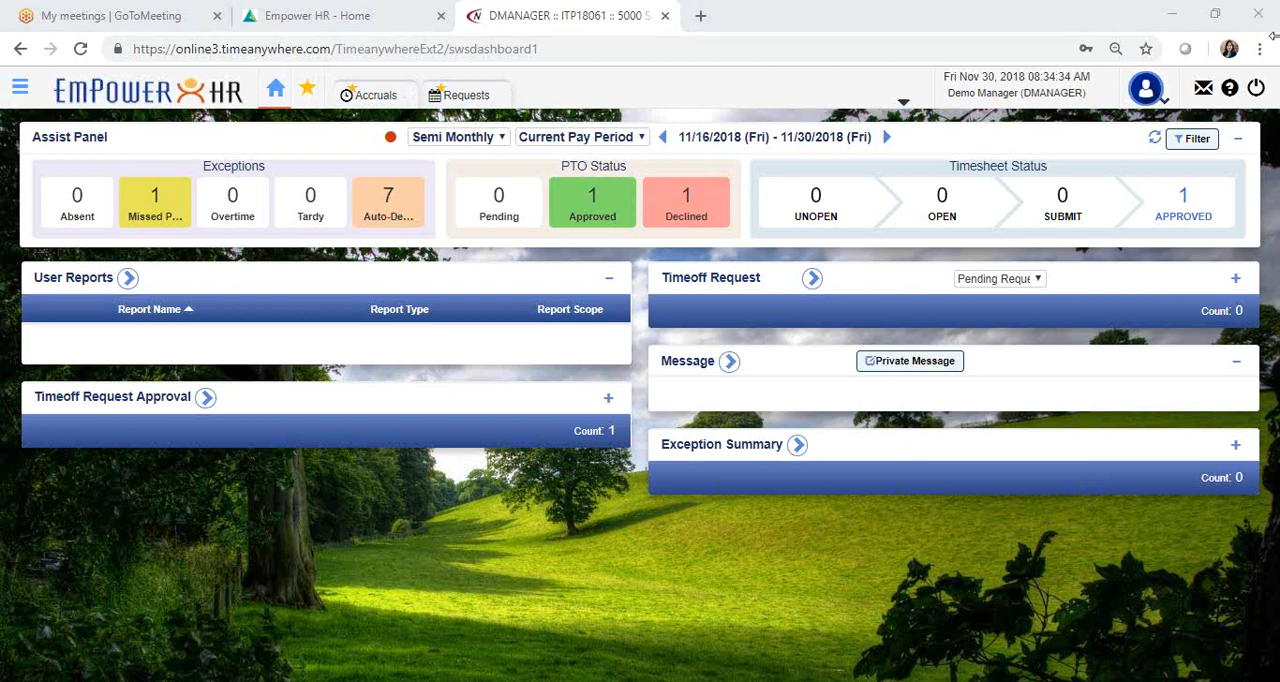 My meetings | GoToMeeting
Empower HR - Home
DMANAGER :: ITP18061 :: 5000 S
https://online3.timeanywhere.com/TimeanywhereExt2/swsdashboard1
EMPOWER HR
Accruals
Requests
Fri Nov 30, 2018 08:34:34 AM
Demo Manager (DMANAGER)
Assist Panel
Semi Monthly
Current Pay Period
11/16/2018 (Fri) - 11/30/2018 (Fri)
Filter
Exceptions
PTO Status
Timesheet Status
0 1 0 0 7
Absent Missed P... Overtime Tardy Auto-De...
0 1 1
Pending Approved Declined
0 0 0 1
UNOPEN OPEN SUBMIT APPROVED
User Reports
Report Name Report Type Report Scope
Timeoff Request Approval
Count: 1
Timeoff Request
Pending Reque
Count: 0
Message
Private Message
Exception Summary
Count: 0